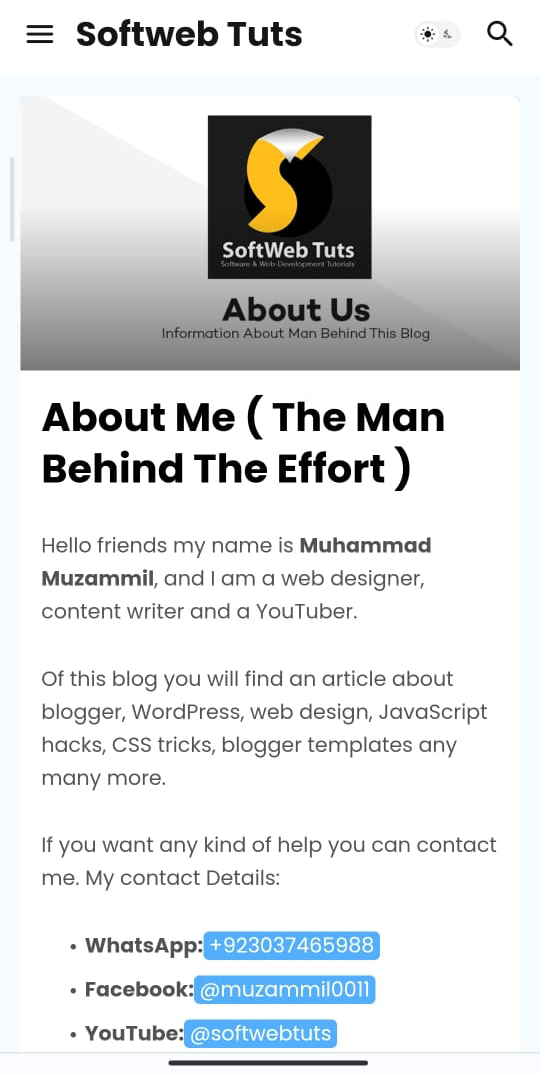 Softweb Tuts
SoftWeb Tuts
Software & Web-Development Tutorials
About Us
Information About Man Behind This Blog
About Me ( The Man
Behind The Effort )
Hello friends my name is Muhammad
Muzammil, and I am a web designer,
content writer and a YouTuber.
Of this blog you will find an article about
blogger, WordPress, web design, JavaScript
hacks, CSS tricks, blogger templates any
many more.
If you want any kind of help you can contact
me. My contact Details:
• WhatsApp: +923037465988
• Facebook: @muzammil0011
• YouTube: @softwebtuts